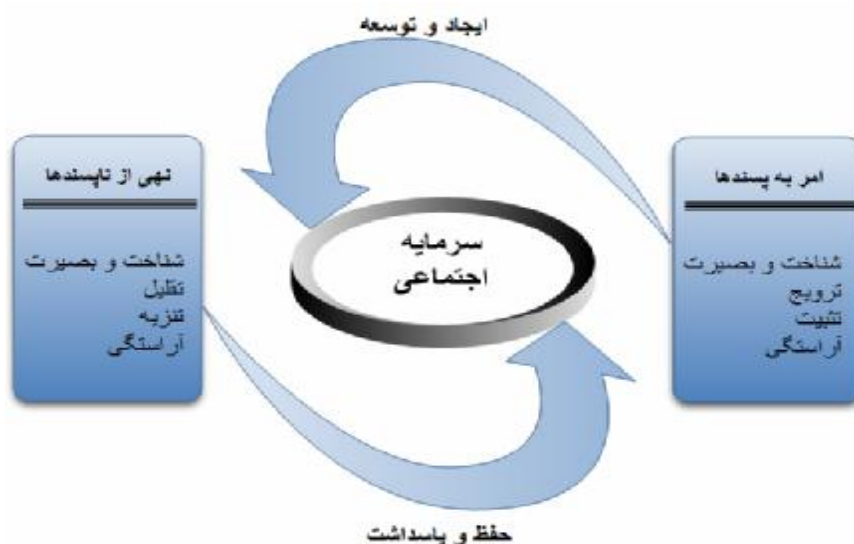 ایجاد و توسعه
امر به پسندها
شناخت و بصیرت
ترویج
تثبیت
آراستگی
سرمایه
اجتماعی
نهی از ناپسندها
شناخت و بصیرت
تقلیل
تنزیه
آراستگی
حفظ و پاسداشت